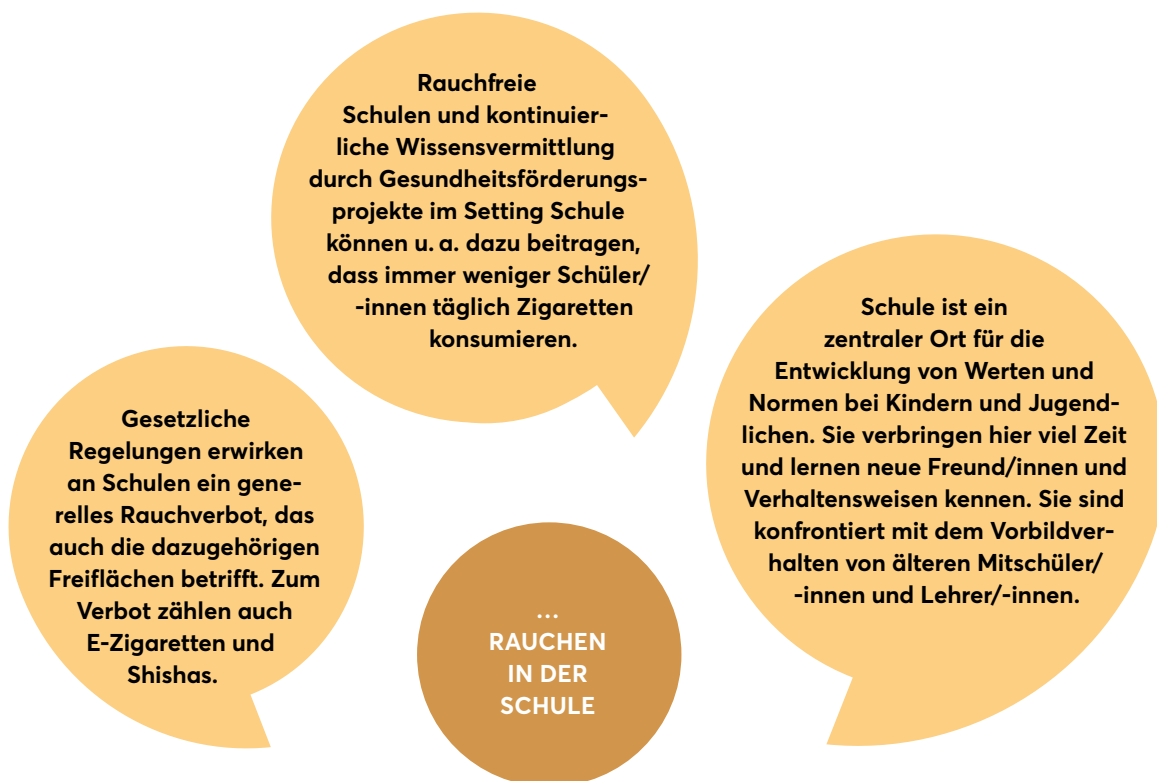 Rauchfreie
Schulen und kontinuier-
liche Wissensvermittlung
durch Gesundheitsförderungs-
projekte im Setting Schule
können u. a. dazu beitragen,
dass immer weniger Schüler/
-innen täglich Zigaretten
konsumieren.
Gesetzliche
Regelungen erwirken
an Schulen ein gene-
relles Rauchverbot, das
auch die dazugehörigen
Freiflächen betrifft. Zum
Verbot zählen auch
E-Zigaretten und
Shishas.
Schule ist ein
zentraler Ort für die
Entwicklung von Werten und
Normen bei Kindern und Jugend-
lichen. Sie verbringen hier viel Zeit
und lernen neue Freund/innen und
Verhaltensweisen kennen. Sie sind
konfrontiert mit dem Vorbildver-
halten von älteren Mitschüler/
-innen und Lehrer/-innen.
...
RAUCHEN
IN DER
SCHULE